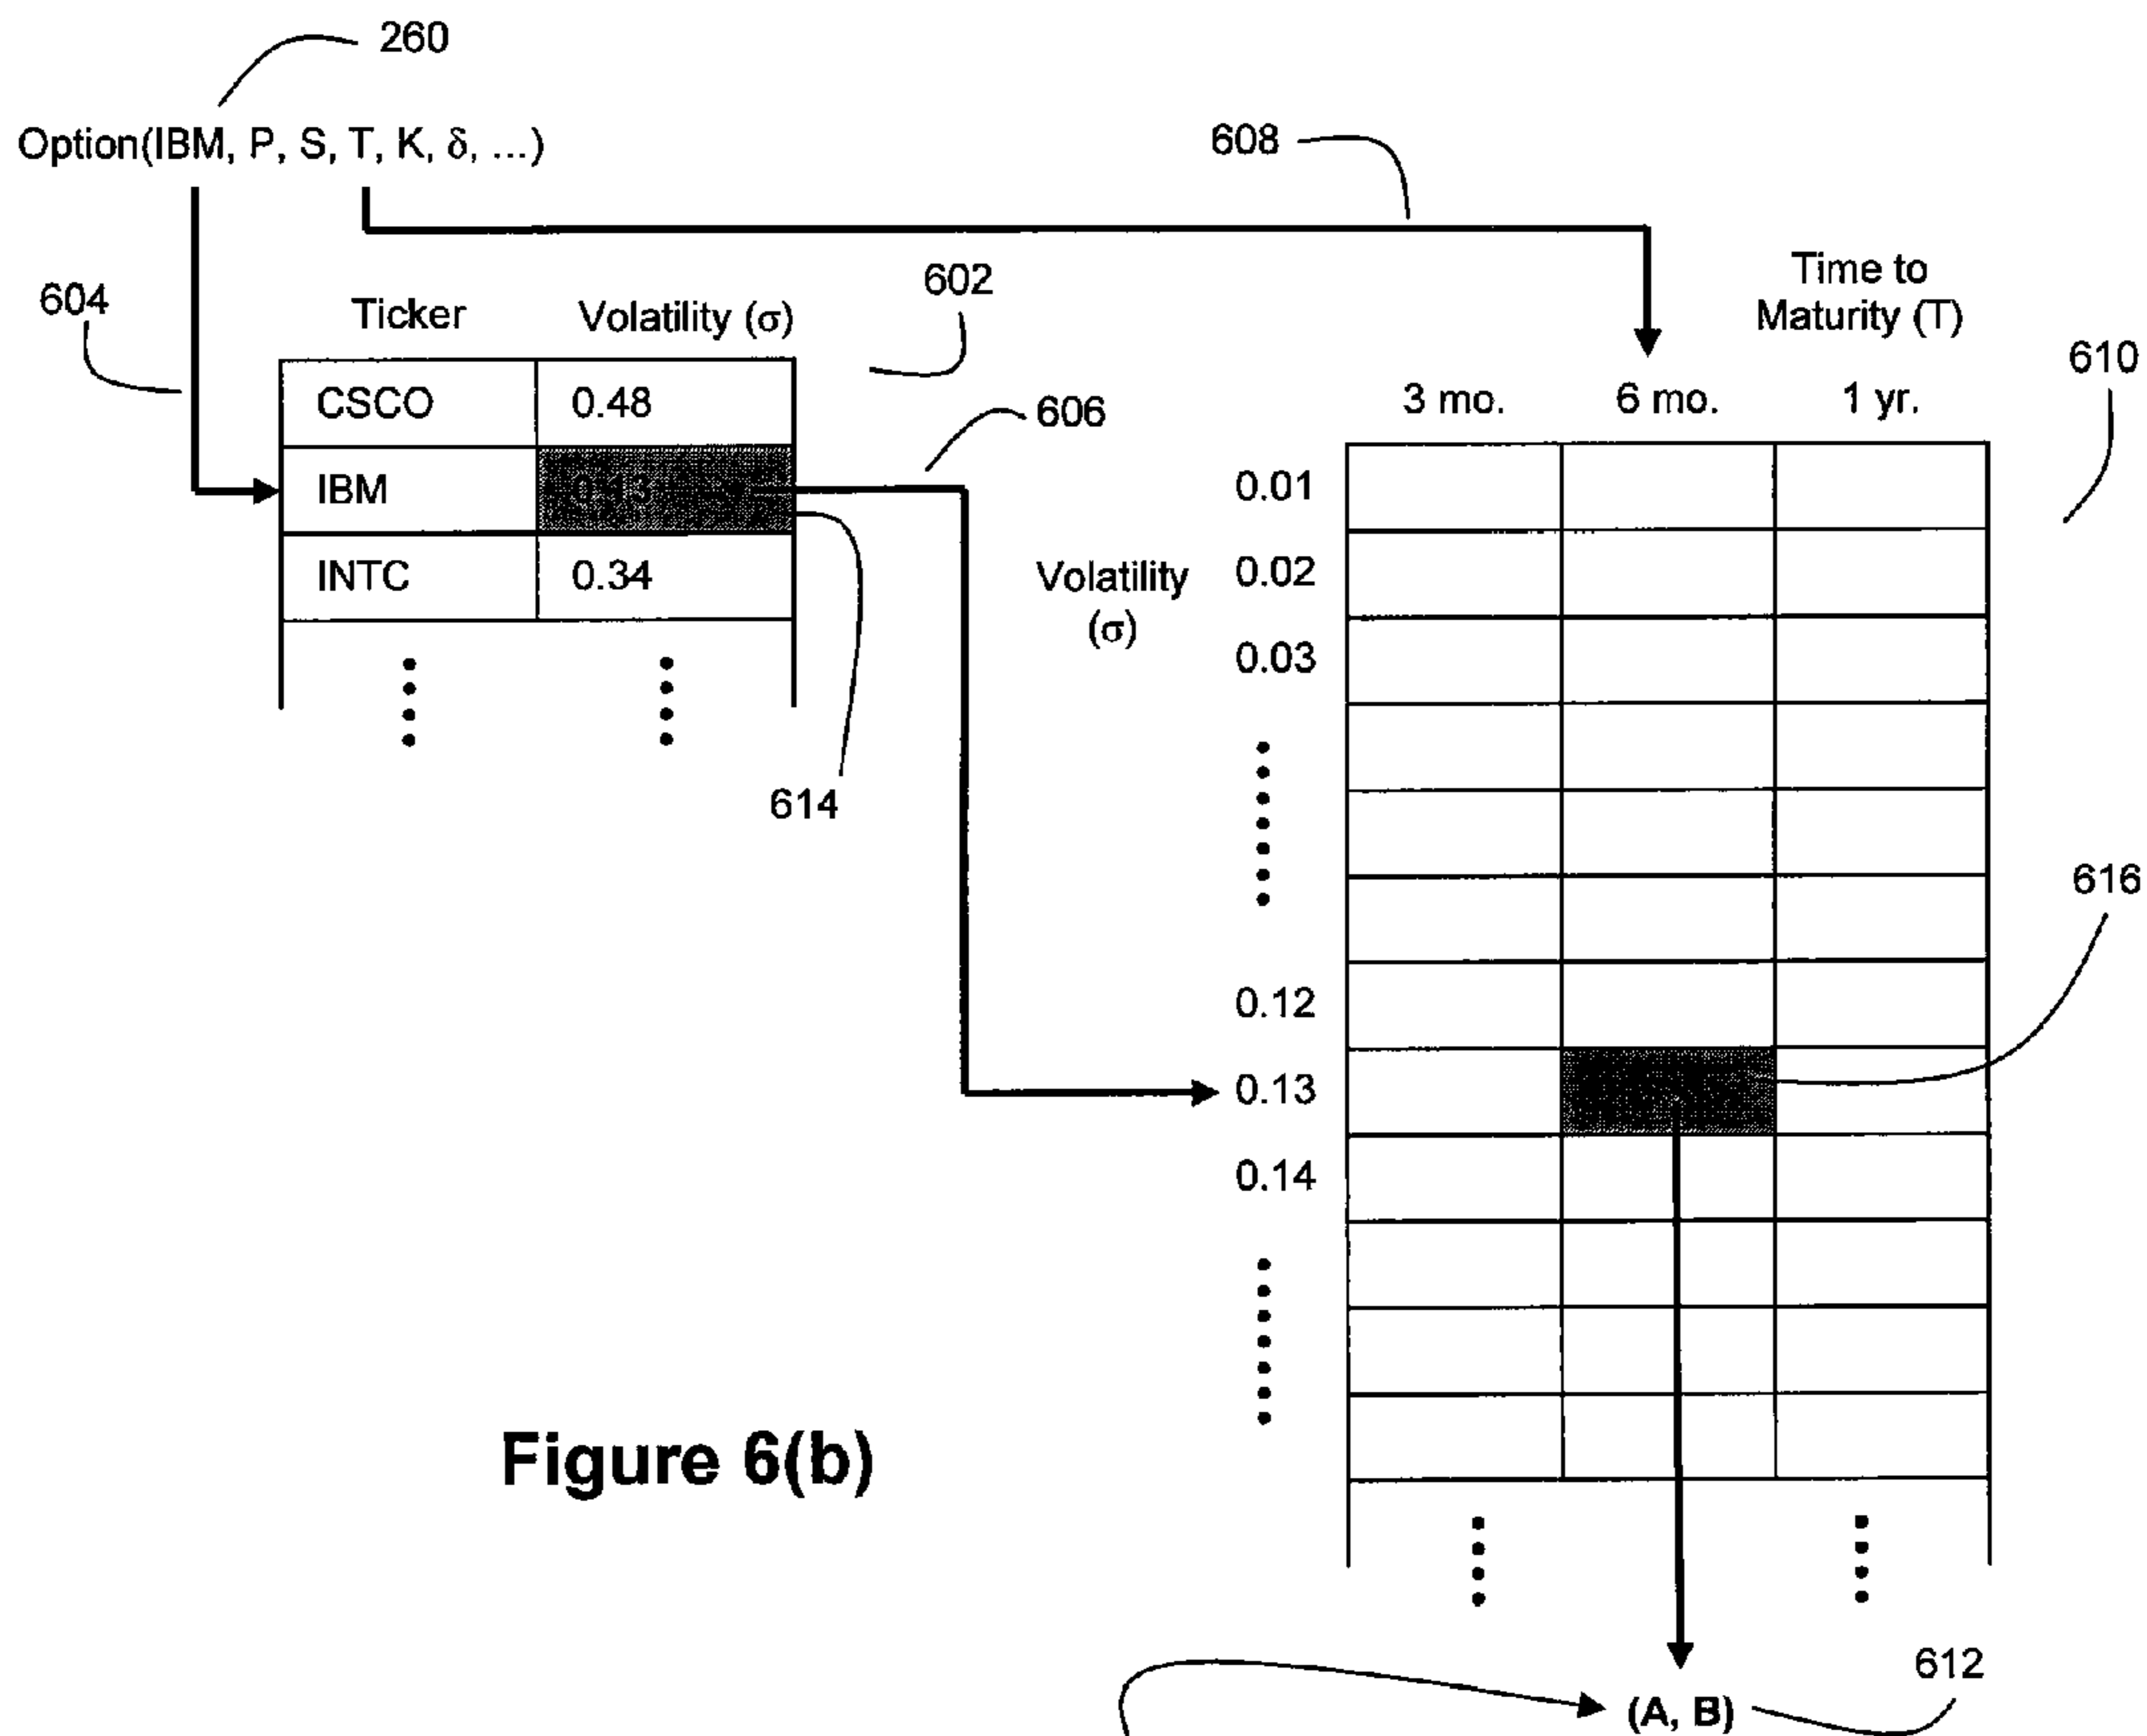 260
Option(IBM, P, S, T, K, δ, ...)
608
604
Ticker
Volatility (σ)
602
Time to
Maturity (T)
610
CSCO
0.48
606
3 mo.
6 mo.
1 yr.
IBM
0.13
0.01
INTC
0.34
Volatility
(σ)
0.02
0.03
614
616
0.12
0.13
0.14
Figure 6(b)
612
(A, B)